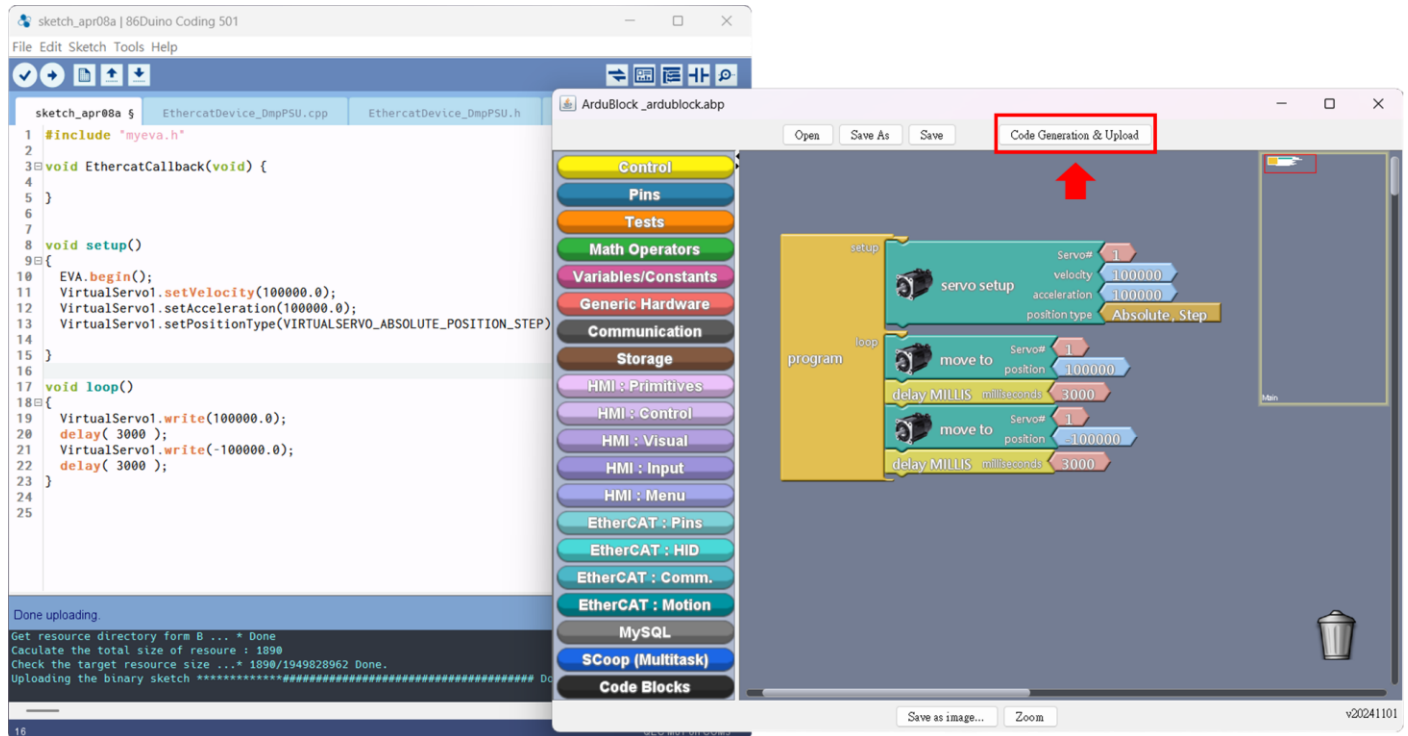 sketch_apr08a | 86Duino Coding 501
File Edit Sketch Tools Help
sketch_apr08a §
EthercatDevice_DmpPSU.cpp
EthercatDevice_DmpPSU.h
1 #include "myeva.h"
2
3 void EthercatCallback(void) {
4
5 }
6
7
8 void setup()
9 {
10 EVA.begin();
11 VirtualServo1.setVelocity(100000.0);
12 VirtualServo1.setAcceleration(100000.0);
13 VirtualServo1.setPositionType(VIRTUALSERVO_ABSOLUTE_POSITION_STEP)
14
15 }
16
17 void loop()
18 {
19 VirtualServo1.write(100000.0);
20 delay( 3000 );
21 VirtualServo1.write(-100000.0);
22 delay( 3000 );
23 }
24
25
Done uploading.
Get resource directory form B ... * Done
Caculate the total size of resoure : 1890
Check the target resource size ...* 1890/1949828962 Done.
Uploading the binary sketch
16
ArduBlock _ardublock.abp
Open
Save As
Save
Code Generation & Upload
Control
Pins
Tests
Math Operators
Variables/Constants
Generic Hardware
Communication
Storage
HMI : Primitives
HMI : Control
HMI : Visual
HMI : Input
HMI : Menu
EtherCAT : Pins
EtherCAT : HID
EtherCAT : Comm.
EtherCAT : Motion
MySQL
SCoop (Multitask)
Code Blocks
program
setup
servo setup
Servo# 1
velocity 100000
acceleration 100000
position type Absolute, Step
loop
move to
Servo# 1
position 100000
delay MILLIS milliseconds 3000
move to
Servo# 1
position -100000
delay MILLIS milliseconds 3000
Main
Save as image...
Zoom
v20241101